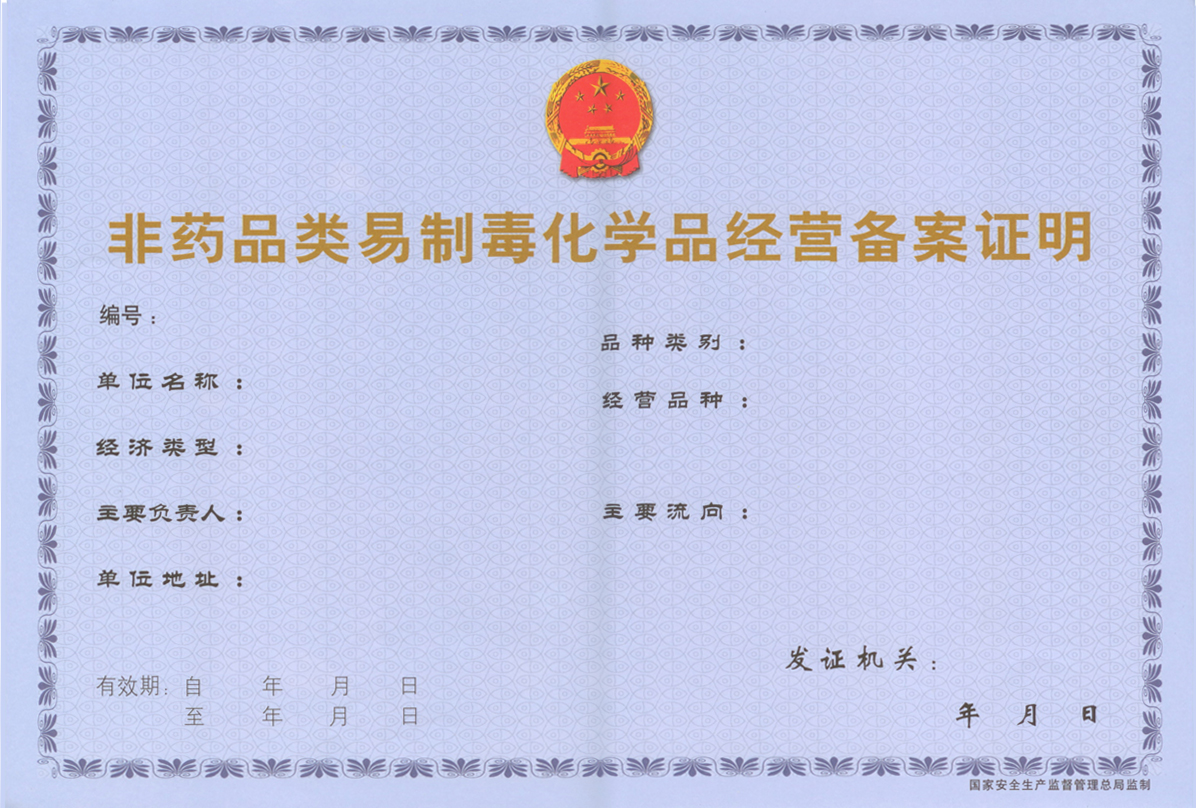 非药品类易制毒化学品经营备案证明
编号：
单位名称：
经济类型：
主要负责人：
单位地址：
有效期：自 年 月 日
至 年 月 日
品种类别：
经营品种：
主要流向：
发证机关：
年 月 日
国家安全生产监督管理总局监制